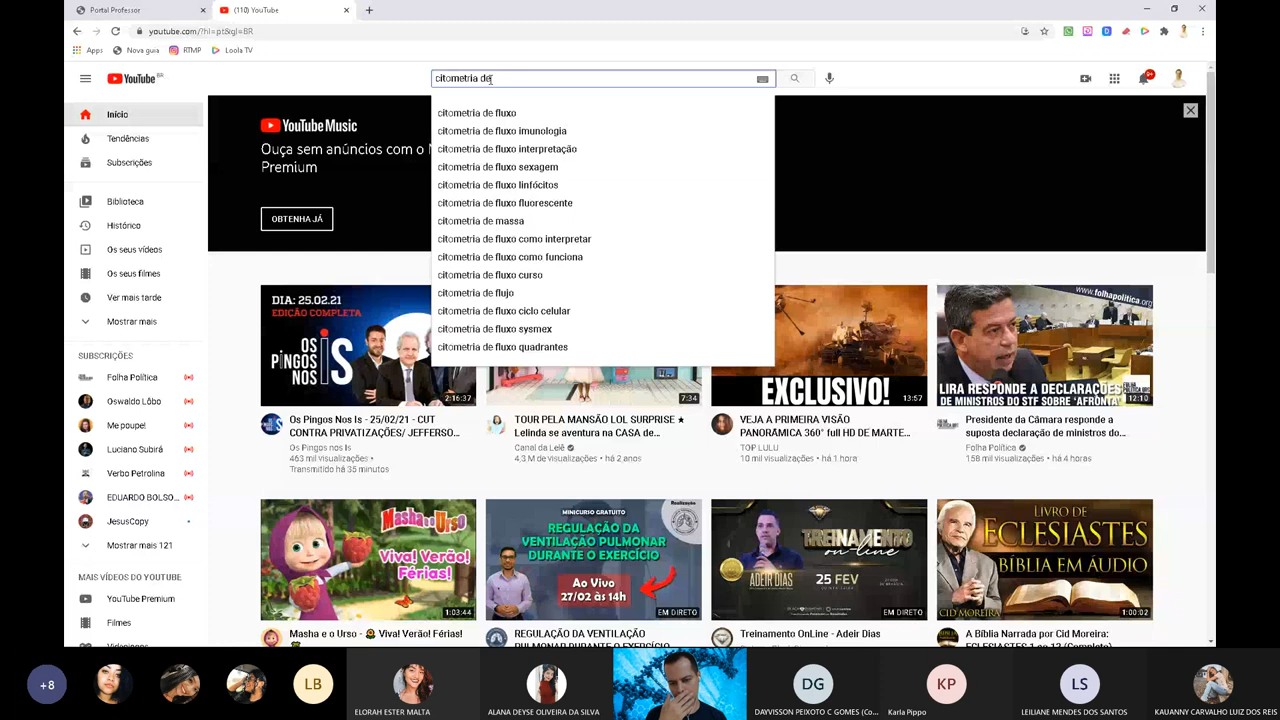 Portal Professor
(110) YouTube
youtube.com/?hl=pt&gl=BR
Apps
Nova guia
RTMP
Loola TV
YouTube BR
citometria de
9+
citometria de fluxo
citometria de fluxo imunologia
citometria de fluxo interpretação
citometria de fluxo sexagem
citometria de fluxo linfócitos
citometria de fluxo fluorescente
citometria de massa
citometria de fluxo como interpretar
citometria de fluxo como funciona
citometria de fluxo curso
citometria de flujo
citometria de fluxo ciclo celular
citometria de fluxo sysmex
citometria de fluxo quadrantes
Início
Tendências
Subscrições
Biblioteca
Histórico
Os seus vídeos
Os seus filmes
Ver mais tarde
Mostrar mais
SUBSCRIÇÕES
Folha Política
Oswaldo Lôbo
Me poupe!
Luciano Subirá
Verbo Petrolina
EDUARDO BOLSO...
JesusCopy
Mostrar mais 121
MAIS VÍDEOS DO YOUTUBE
YouTube Premium
Filmes
YouTube Music
Ouça sem anúncios com o
Premium
OBTENHA JÁ
DIA: 25.02.21
EDIÇÃO COMPLETA
OS PINGOS NOS IS
2:16:37
Os Pingos Nos Is - 25/02/21 - CUT
CONTRA PRIVATIZAÇÕES/ JEFFERSO...
Os Pingos nos Is
463 mil visualizações •
Transmitido há 35 minutos
7:34
TOUR PELA MANSÃO LOL SURPRISE ★
Lelinda se aventura na CASA de...
Canal da Lelê
4,3 M de visualizações • há 2 anos
EXCLUSIVO!
13:57
VEJA A PRIMEIRA VISÃO
PANORÂMICA 360° full HD DE MARTE...
TOP LULU
10 mil visualizações • há 1 hora
www.folhapolitica.org
LIRA RESPONDE A DECLARAÇÕES
DE MINISTROS DO STF SOBRE 'AFRONTA'
12:10
Presidente da Câmara responde a
suposta declaração de ministros do...
Folha Política
158 mil visualizações • há 4 horas
Masha e o Urso
Viva! Verão!
Férias!
1:03:44
Masha e o Urso - Viva! Verão! Férias!
Realização
MINICURSO GRATUITO
REGULAÇÃO DA
VENTILAÇÃO PULMONAR
DURANTE O EXERCÍCIO
Ao Vivo
27/02 às 14h
EM DIRETO
REGULAÇÃO DA VENTILAÇÃO
PULMONAR DURANTE O EXERCÍCIO
TREINAMENTO
on-line
ADEIR DIAS
25 FEV
EM DIRETO
Treinamento OnLine - Adeir Dias
LIVRO DE
ECLESIASTES
BÍBLIA EM ÁUDIO
CID MOREIRA
1:00:02
A Bíblia Narrada por Cid Moreira:
+8
LB
ELORAH ESTER MALTA
ALANA DEYSE OLIVEIRA DA SILVA
DG
DAYVISSON PEIXOTO C GOMES (Co...
KP
Karla Pippo
LS
LEILIANE MENDES DOS SANTOS
KAUANNY CARVALHO LUIZ DOS REIS